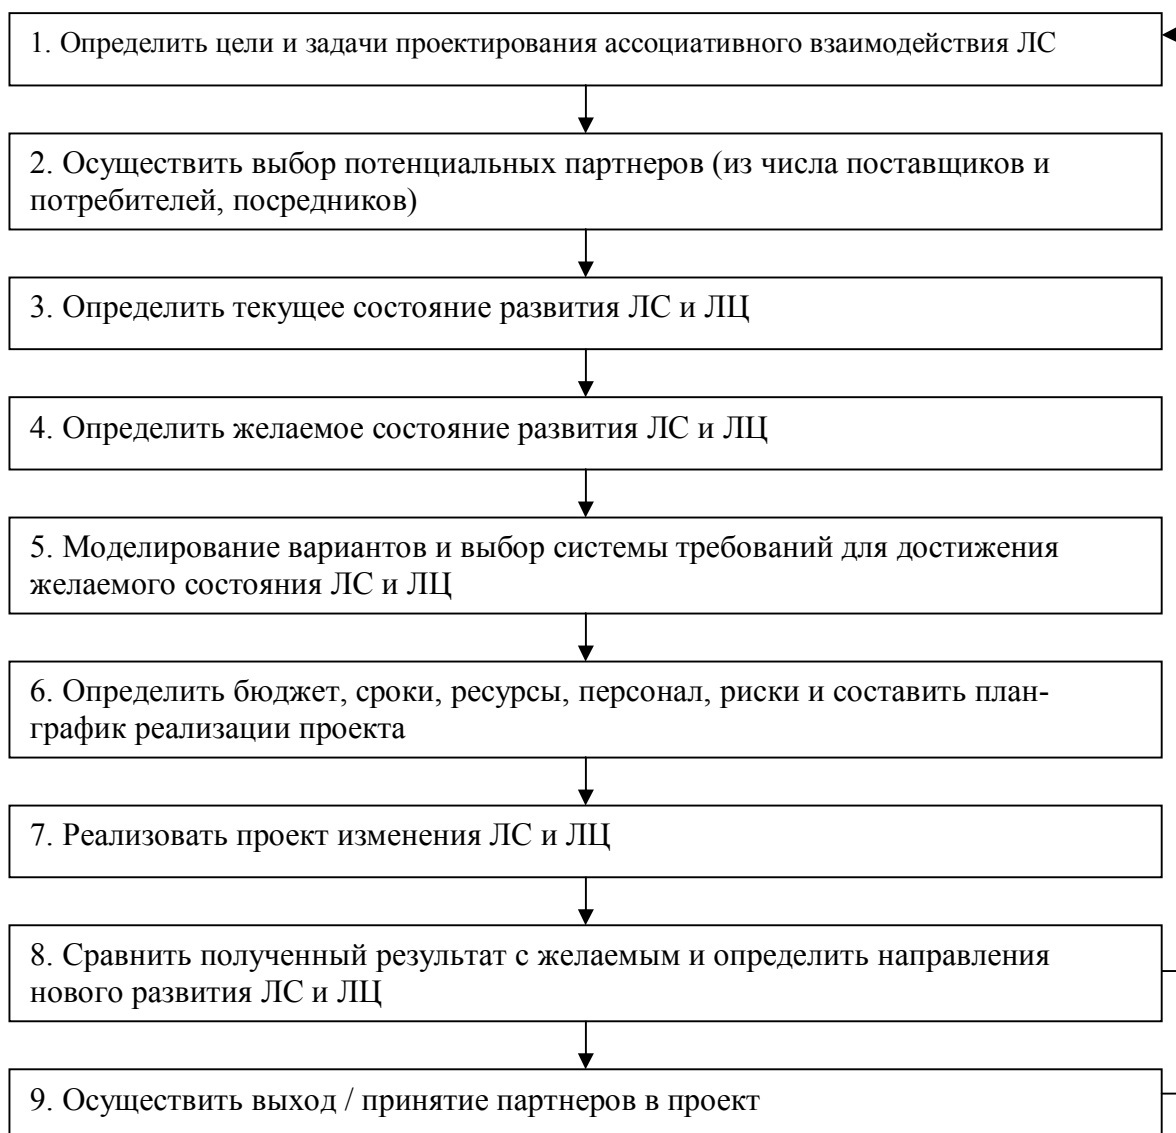 1. Определить цели и задачи проектирования ассоциативного взаимодействия ЛС
2. Осуществить выбор потенциальных партнеров (из числа поставщиков и
потребителей, посредников)
3. Определить текущее состояние развития ЛС и ЛЦ
4. Определить желаемое состояние развития ЛС и ЛЦ
5. Моделирование вариантов и выбор системы требований для достижения
желаемого состояния ЛС и ЛЦ
6. Определить бюджет, сроки, ресурсы, персонал, риски и составить план-
график реализации проекта
7. Реализовать проект изменения ЛС и ЛЦ
8. Сравнить полученный результат с желаемым и определить направления
нового развития ЛС и ЛЦ
9. Осуществить выход / принятие партнеров в проект